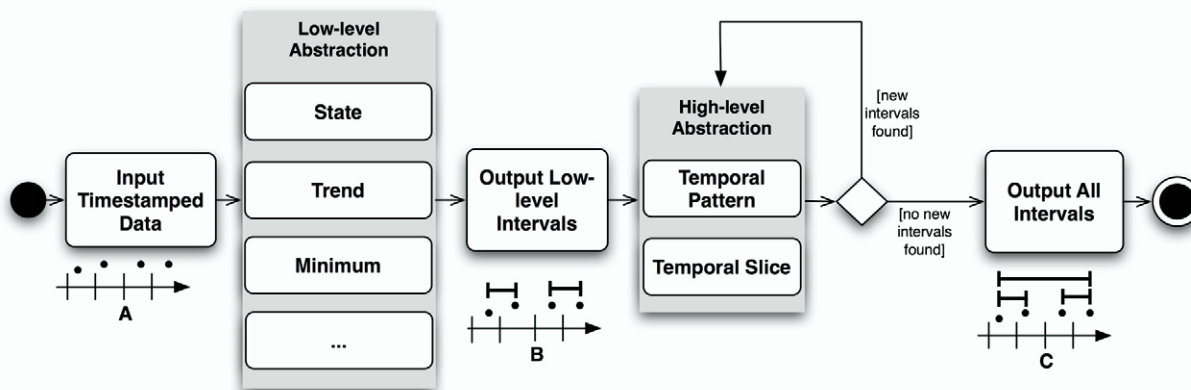 Low-level
Abstraction
State
Trend
Minimum
...
Input
Timestamped
Data
A
Output Low-
level
Intervals
B
High-level
Abstraction
Temporal
Pattern
Temporal Slice
[new
intervals
found]
[no new
intervals
found]
Output All
Intervals
C